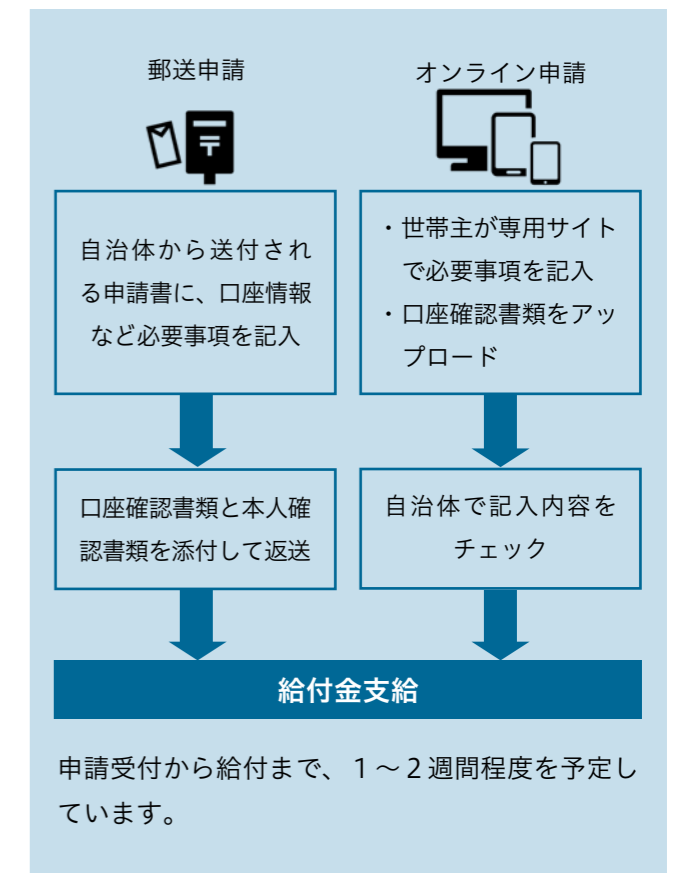 郵送申請
自治体から送付され
る申請書に、口座情報
など必要事項を記入
口座確認書類と本人確
認書類を添付して返送
オンライン申請
・世帯主が専用サイト
で必要事項を記入
・口座確認書類をアッ
プロード
自治体で記入内容を
チェック
給付金支給
申請受付から給付まで、１～２週間程度を予定し
ています。